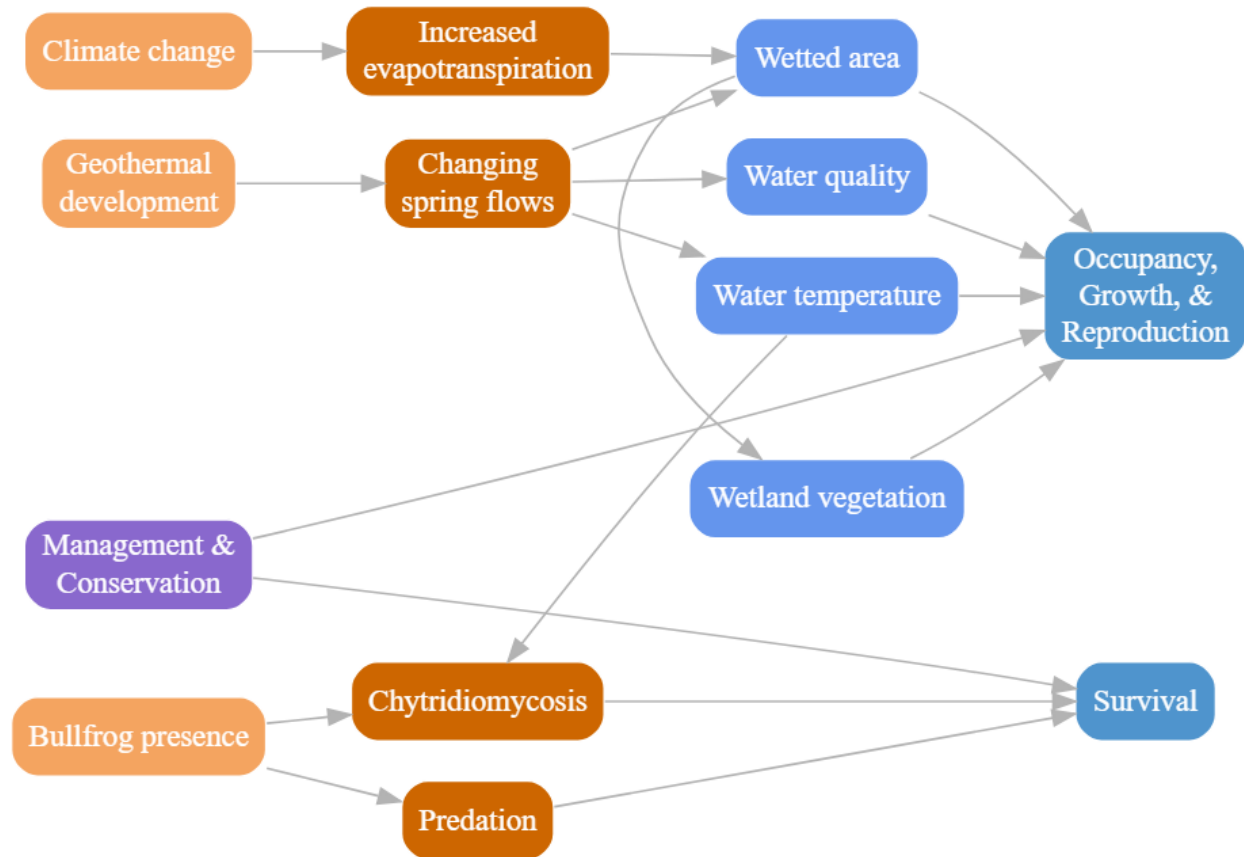 Climate change
Increased
evapotranspiration
Wetted area
Geothermal
development
Changing
spring flows
Water quality
Water temperature
Occupancy,
Growth, &
Reproduction
Wetland vegetation
Management &
Conservation
Chytridiomycosis
Survival
Bullfrog presence
Predation